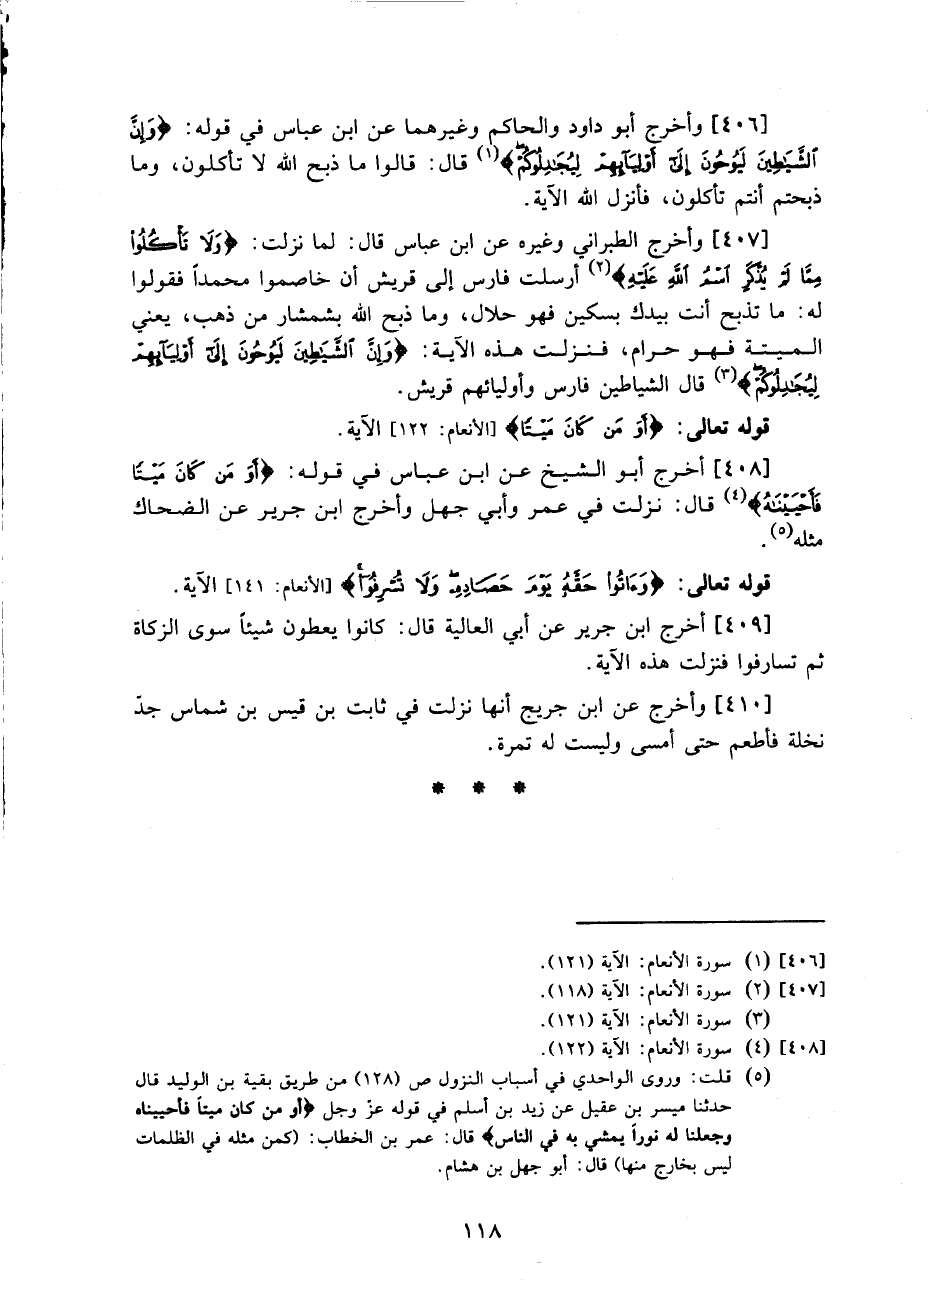 [٤٠٦] وأخرج أبو داود والحاكم وغيرهما عن ابن عباس في قوله: ﴿وَإِنَّ
ٱلشَّيَٰطِينَ لَيُوحُونَ إِلَىٰٓ أَوْلِيَآئِهِمْ لِيُجَٰدِلُوكُمْۖ﴾(١) قال: قالوا ما ذبح الله لا تأكلون، وما
ذبحتم أنتم تأكلون، فأنزل الله الآية.
[٤٠٧] وأخرج الطبراني وغيره عن ابن عباس قال: لما نزلت: ﴿وَلَا تَأْكُلُوا۟
مِمَّا لَمْ يُذْكَرِ ٱسْمُ ٱللَّهِ عَلَيْهِ﴾(٢) أرسلت فارس إلى قريش أن خاصموا محمداً فقولوا
له: ما تذبح أنت بيدك بسكين فهو حلال، وما ذبح الله بشمشار من ذهب، يعني
الميتة فهو حرام، فنزلت هذه الآية: ﴿وَإِنَّ ٱلشَّيَٰطِينَ لَيُوحُونَ إِلَىٰٓ أَوْلِيَآئِهِمْ
لِيُجَٰدِلُوكُمْۖ﴾(٣) قال الشياطين فارس وأوليائهم قريش.
قوله تعالى: ﴿أَوَ مَن كَانَ مَيْتًا﴾ [الأنعام: ١٢٢] الآية.
[٤٠٨] أخرج أبو الشيخ عن ابن عباس في قوله: ﴿أَوَ مَن كَانَ مَيْتًا
فَأَحْيَيْنَٰهُ﴾(٤) قال: نزلت في عمر وأبي جهل وأخرج ابن جرير عن الضحاك
مثله(٥).
قوله تعالى: ﴿وَءَاتُوا۟ حَقَّهُۥ يَوْمَ حَصَادِهِۦۖ وَلَا تُسْرِفُوٓا۟ۚ﴾ [الأنعام: ١٤١] الآية.
[٤٠٩] أخرج ابن جرير عن أبي العالية قال: كانوا يعطون شيئاً سوى الزكاة
ثم تسارفوا فنزلت هذه الآية.
[٤١٠] وأخرج عن ابن جريج أنها نزلت في ثابت بن قيس بن شماس جدّ
نخلة فأطعم حتى أمسى وليست له تمرة.
* * *
[٤٠٦] (١) سورة الأنعام: الآية (١٢١).
[٤٠٧] (٢) سورة الأنعام: الآية (١١٨).
(٣) سورة الأنعام: الآية (١٢١).
[٤٠٨] (٤) سورة الأنعام: الآية (١٢٢).
(٥) قلت: وروى الواحدي في أسباب النزول ص (١٢٨) من طريق بقية بن الوليد قال
حدثنا ميسر بن عقيل عن زيد بن أسلم في قوله عزّ وجل ﴿أو من كان ميتاً فأحييناه
وجعلنا له نوراً يمشي به في الناس﴾ قال: عمر بن الخطاب: (كمن مثله في الظلمات
ليس بخارج منها) قال: أبو جهل بن هشام.
١١٨